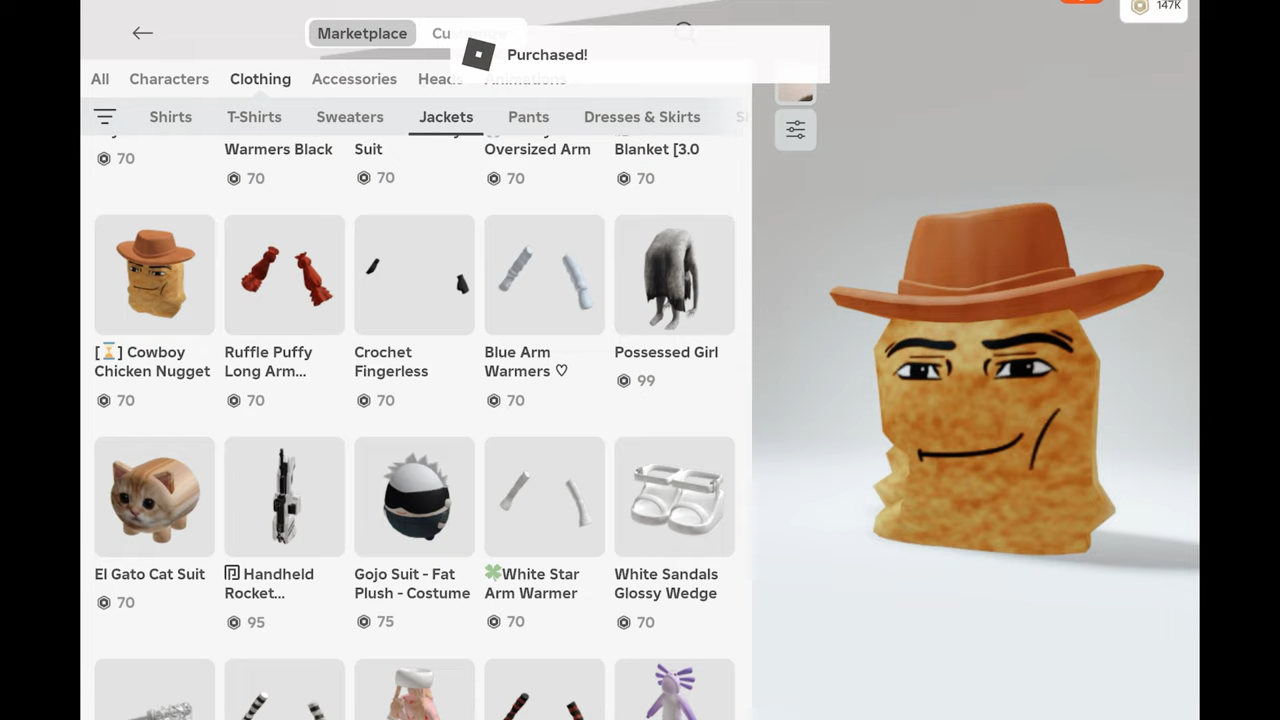 147K
Marketplace
Purchased!
All
Characters
Clothing
Accessories
Animations
Shirts
T-Shirts
Sweaters
Jackets
Pants
Dresses & Skirts
70
Warmers Black
70
Suit
70
Oversized Arm
70
Blanket [3.0
70
[⌛] Cowboy
Chicken Nugget
70
Ruffle Puffy
Long Arm...
70
Crochet
Fingerless
70
Blue Arm
Warmers ♡
70
Possessed Girl
99
El Gato Cat Suit
70
Handheld
Rocket...
95
Gojo Suit - Fat
Plush - Costume
75
🍀White Star
Arm Warmer
70
White Sandals
Glossy Wedge
70